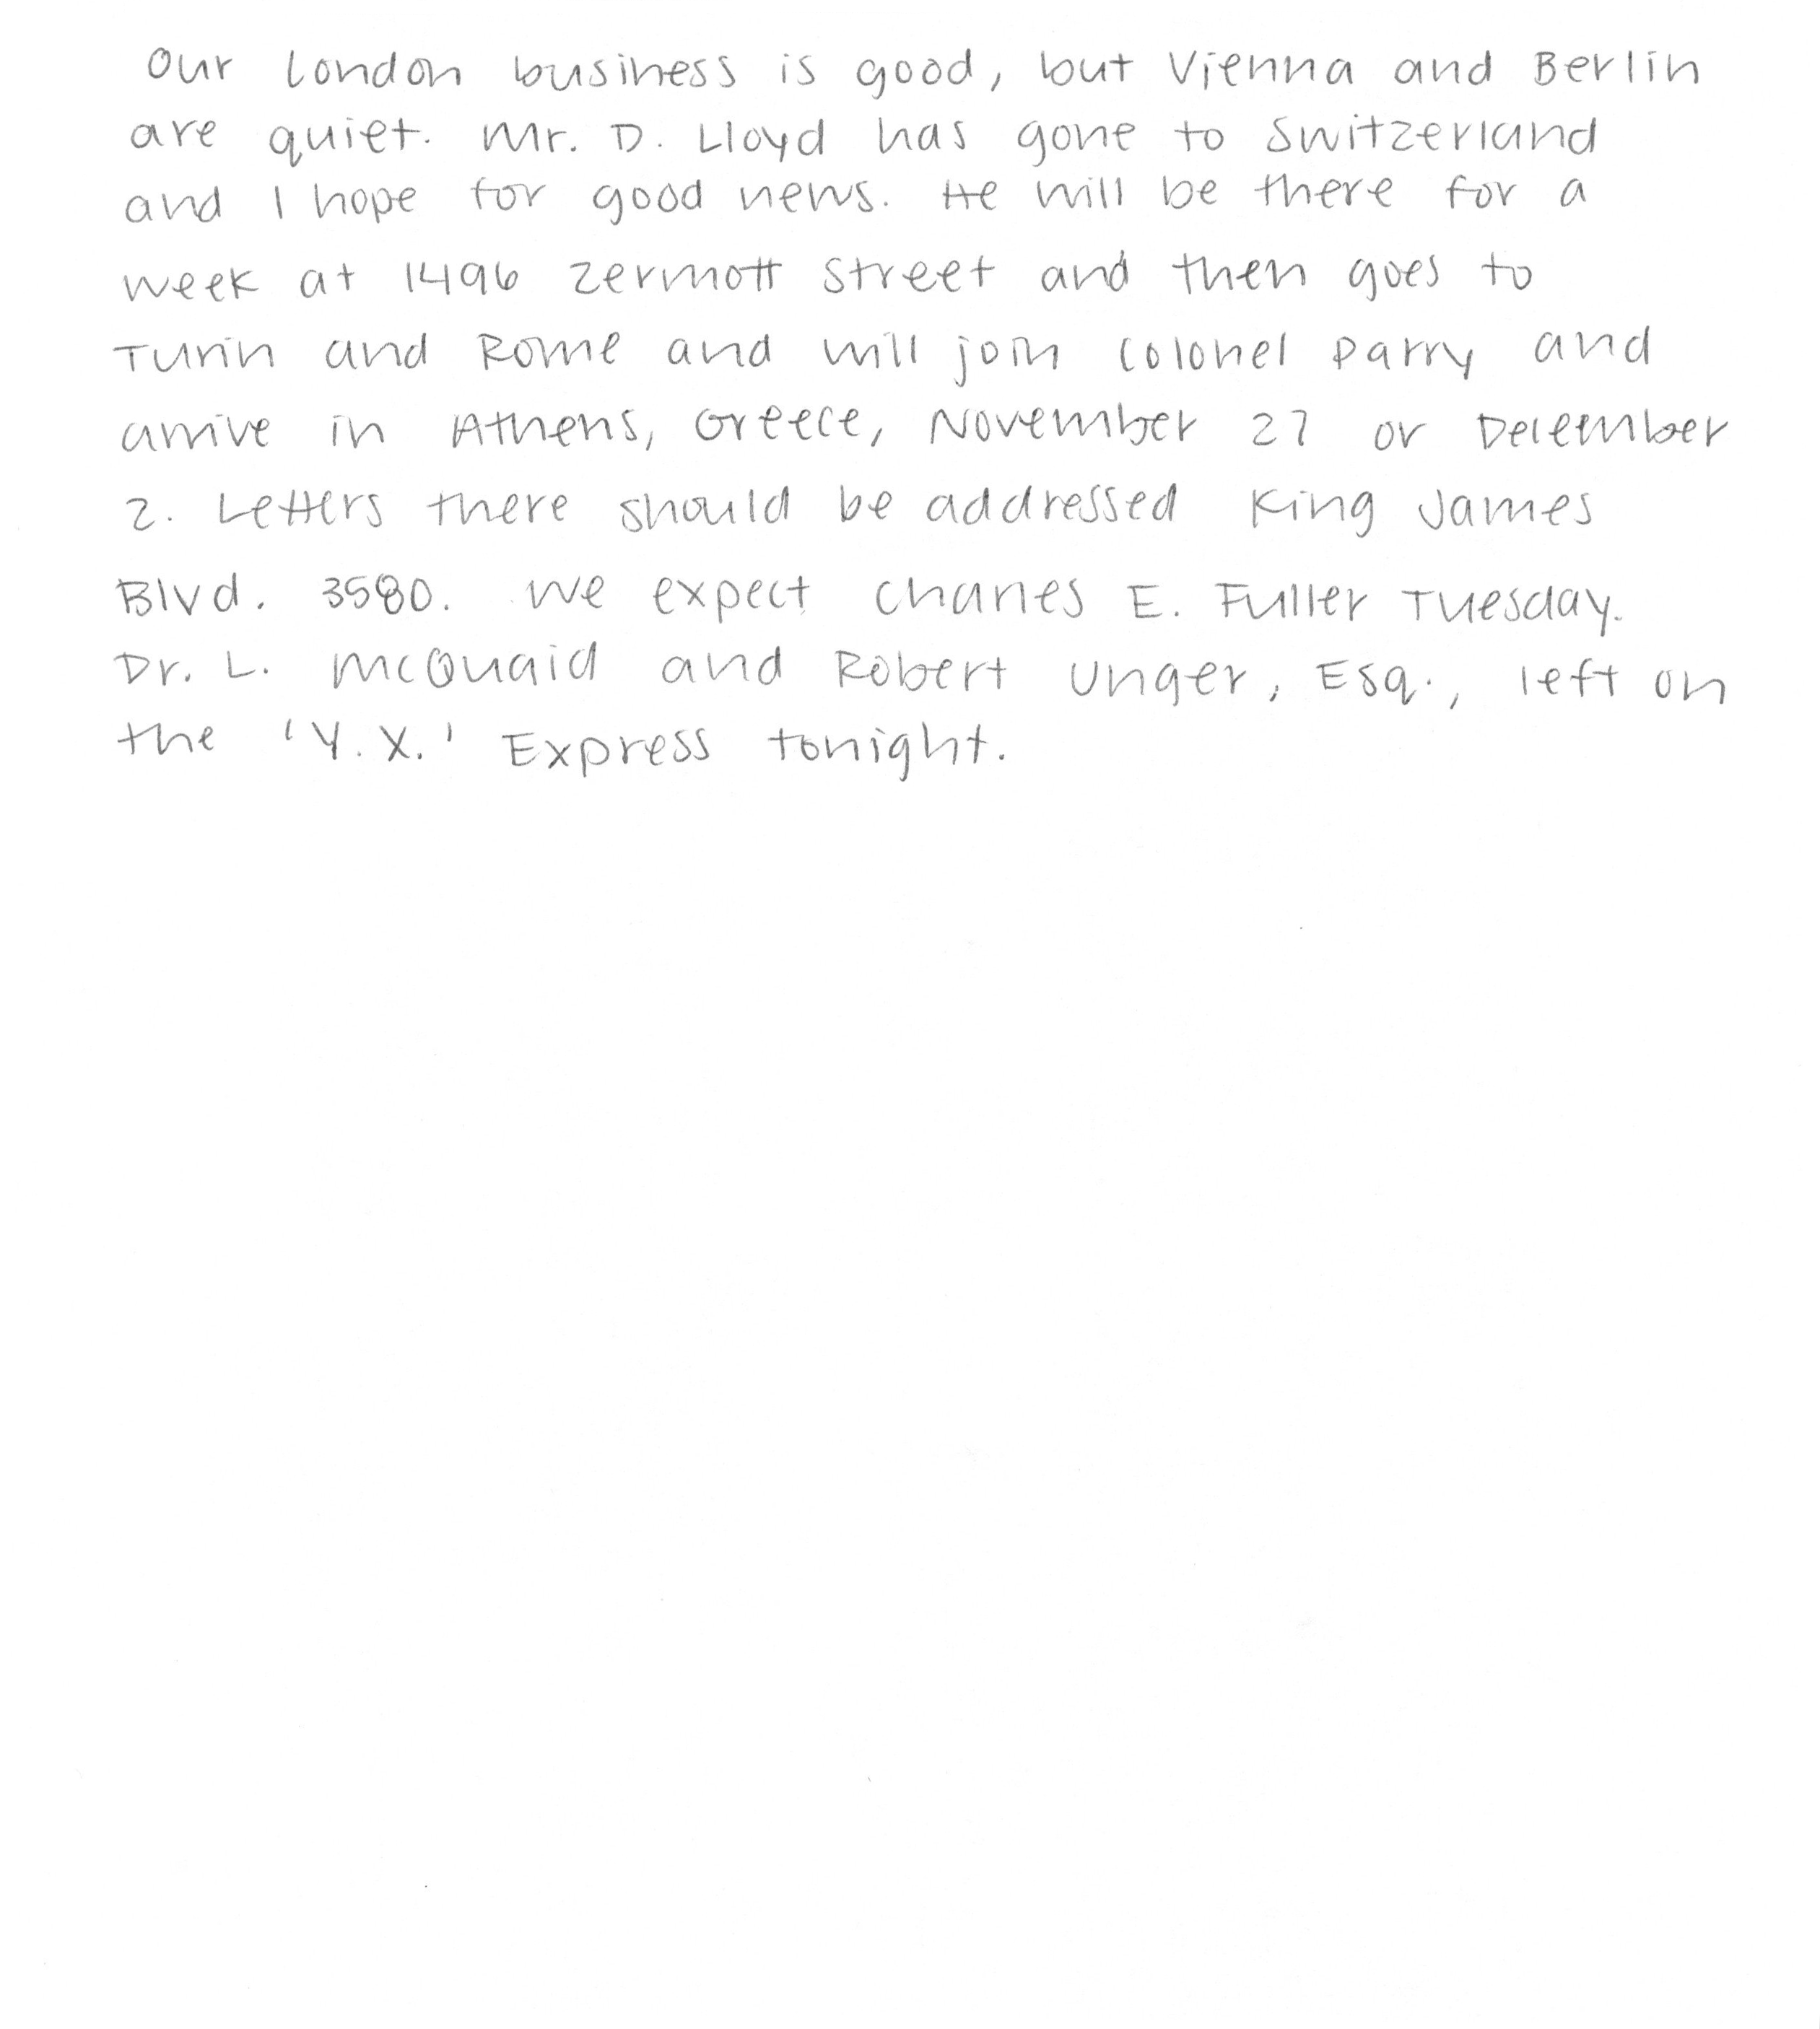 Our London business is good, but Vienna and Berlin
are quiet. Mr. D. Lloyd has gone to Switzerland
and I hope for good news. He will be there for a
week at 1496 Zermott Street and then goes to
Turin and Rome and will join Colonel Parry and
arrive in Athens, Greece, November 27 or December
2. Letters there should be addressed King James
Blvd. 3580. We expect Charles E. Fuller Tuesday.
Dr. L. McQuaid and Robert Unger, Esq., left on
the 'Y.X.' Express tonight.